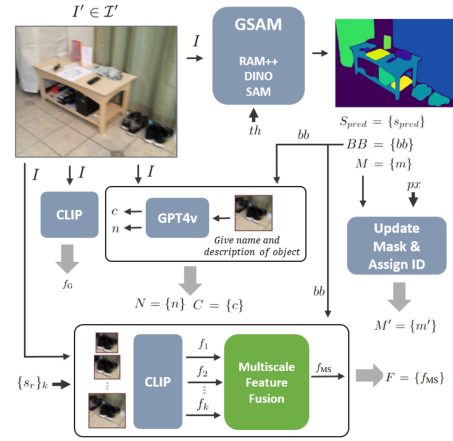 I′ ∈ 𝓘′
I
GSAM
RAM++
DINO
SAM
th
S_pred = {s_pred}
BB = {bb}
M = {m}
bb
px
I
I
I
CLIP
f_G
c
n
GPT4v
Give name and
description of object
N = {n} C = {c}
Update
Mask &
Assign ID
M′ = {m′}
bb
{s_r}_k
CLIP
f_1
f_2
⋮
f_k
Multiscale
Feature
Fusion
f_MS
F = {f_MS}